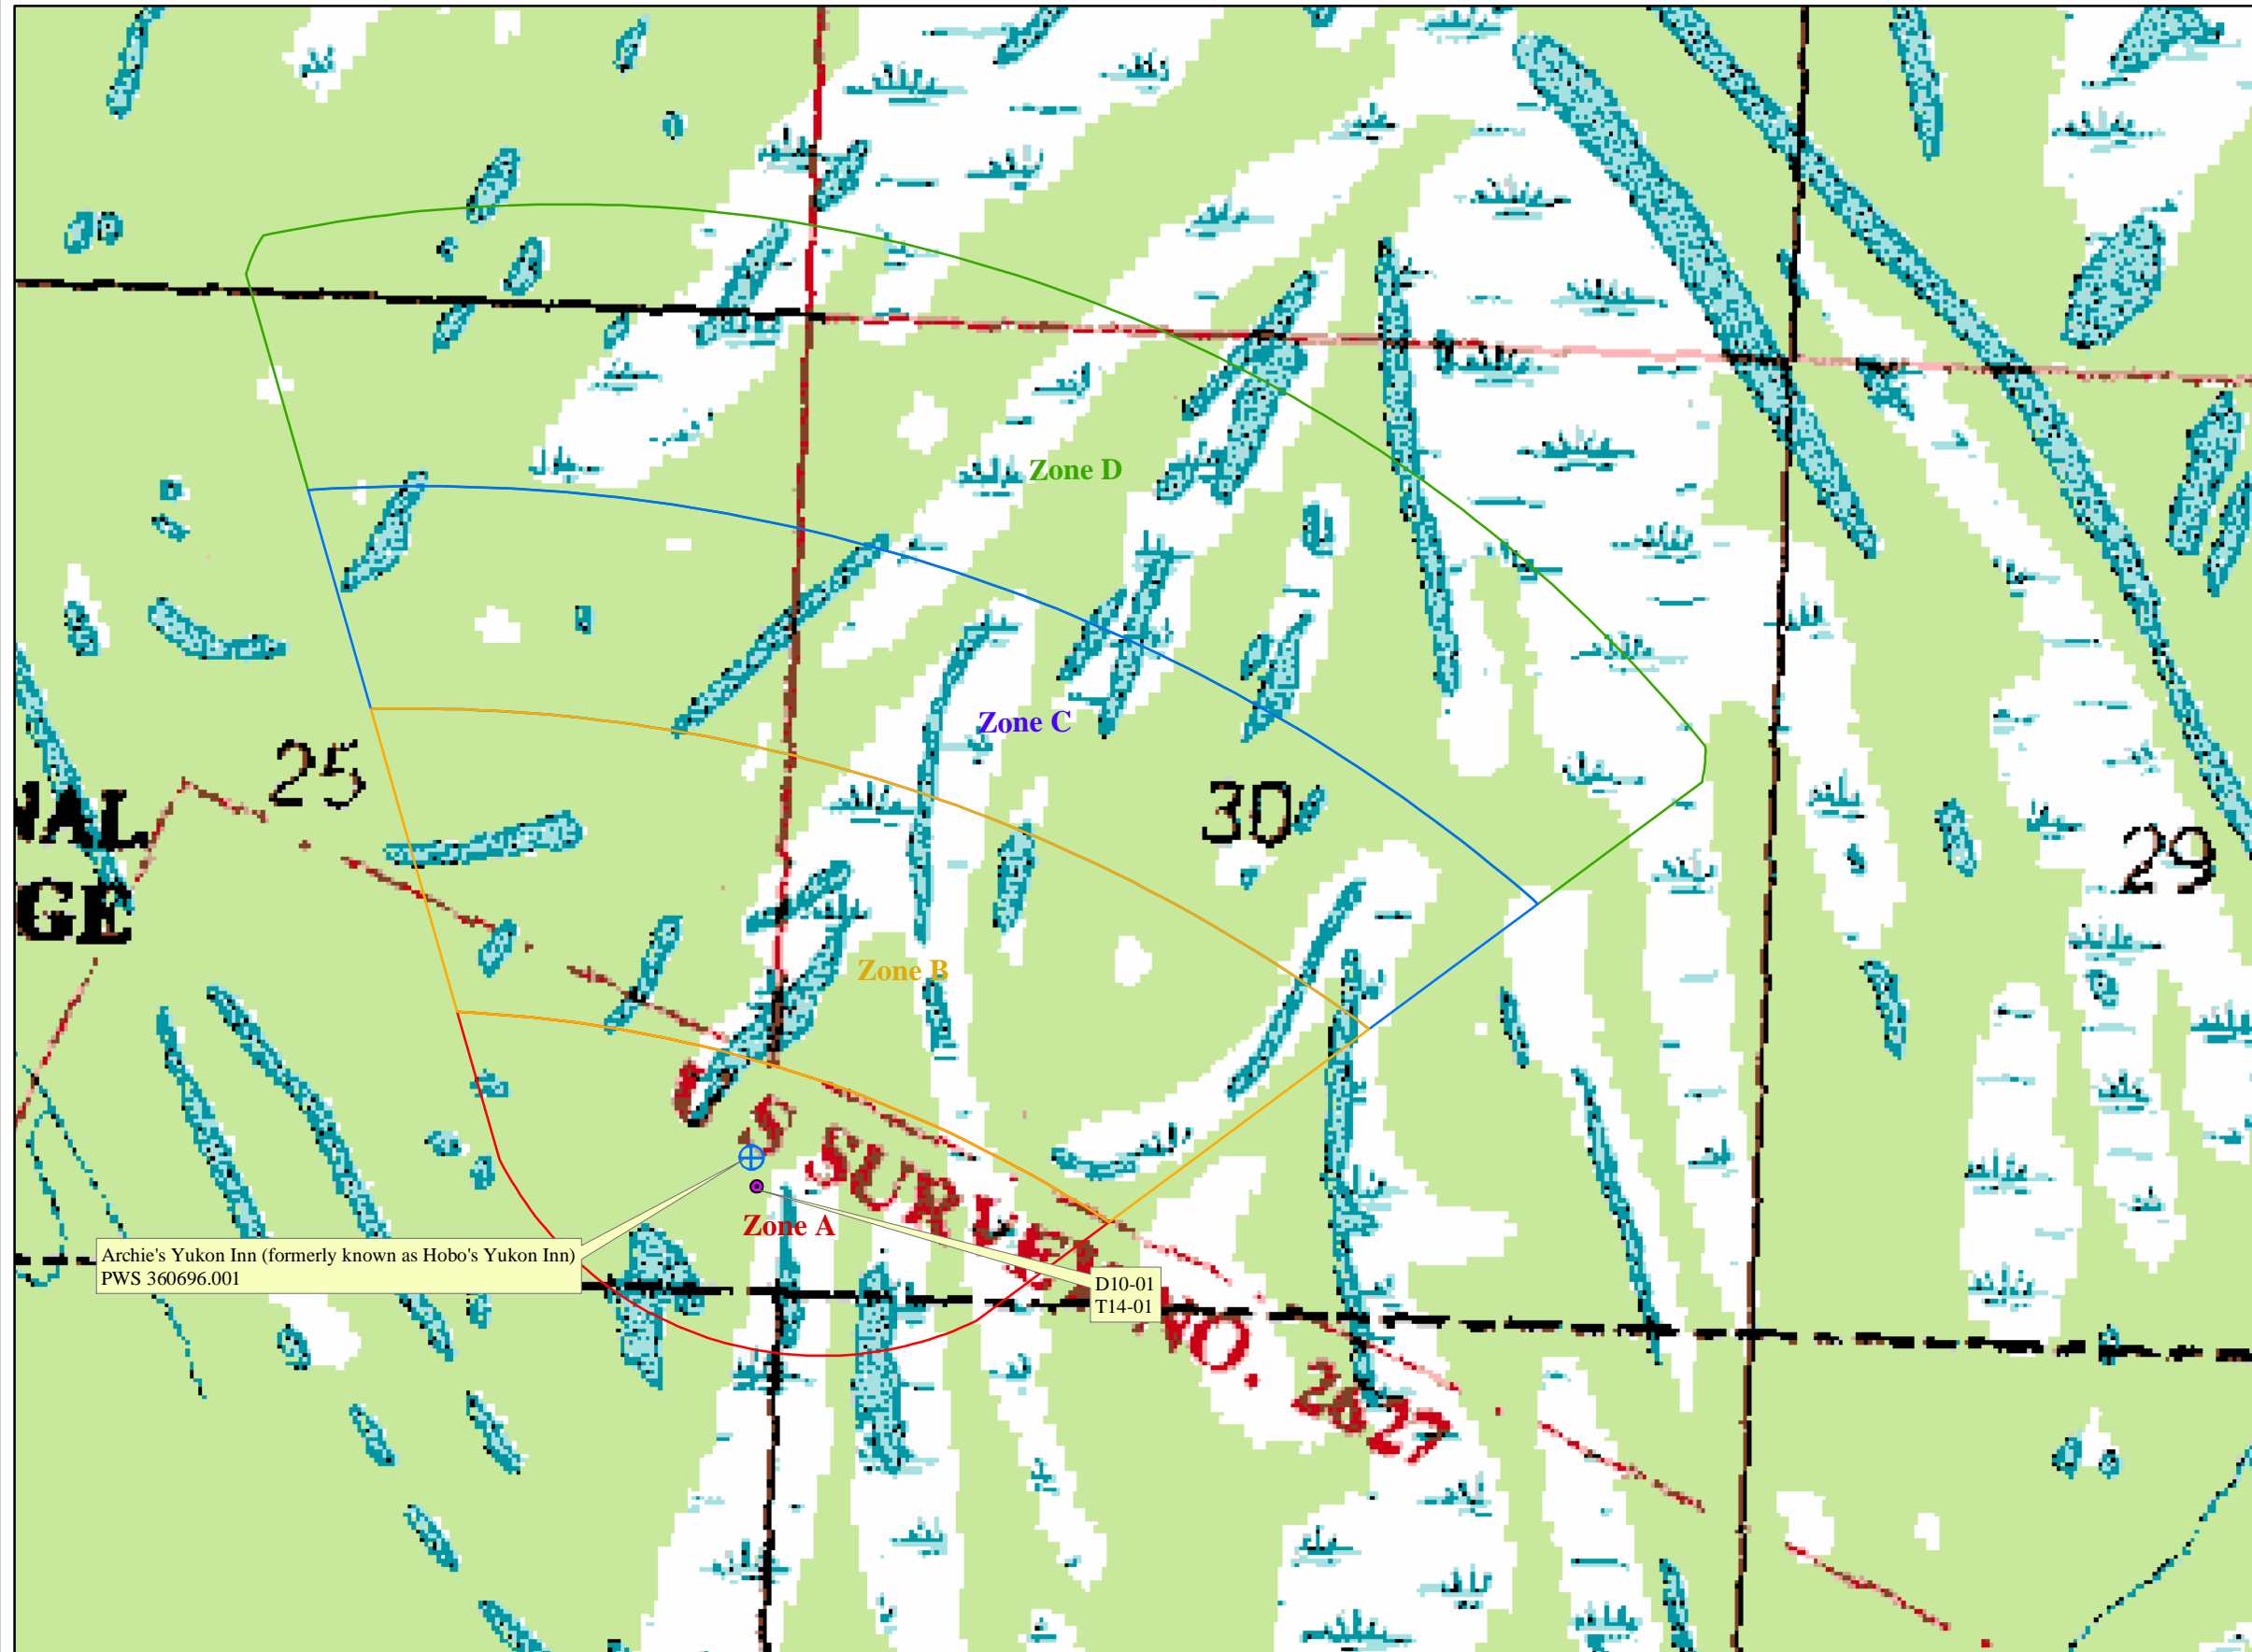 Zone D
Zone C
25
30
NAL
29
GE
Zone B
U S SURVEY NO. 2827
Zone A
Archie's Yukon Inn (formerly known as Hobo's Yukon Inn)
PWS 360696.001
D10-01
T14-01